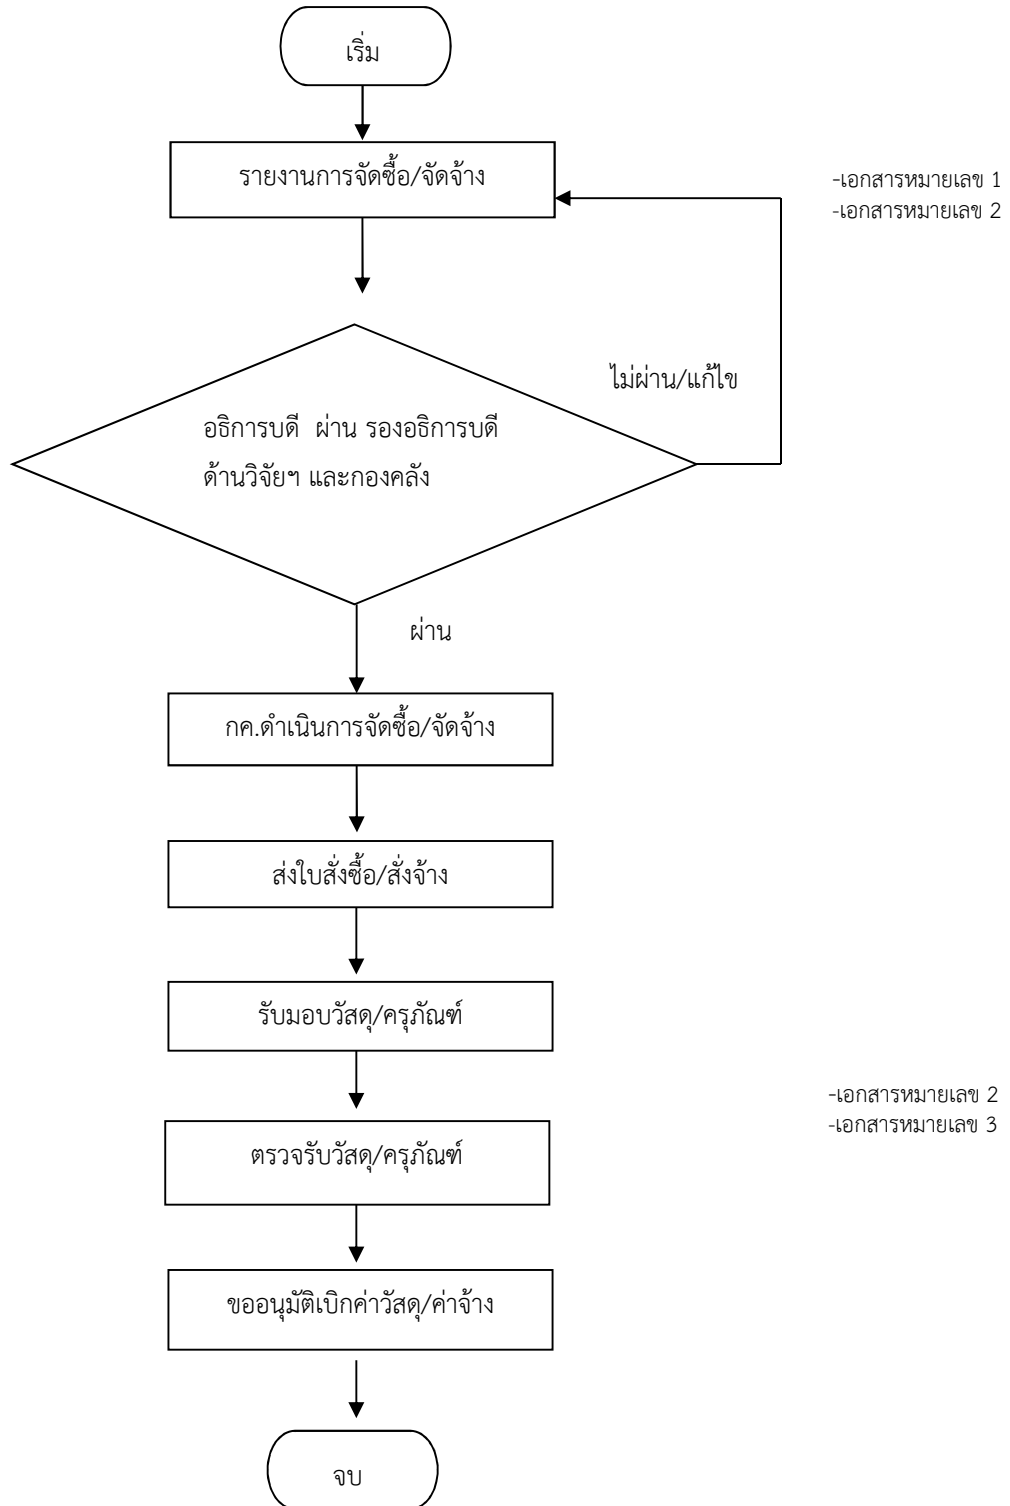 เริ่ม
รายงานการจัดซื้อ/จัดจ้าง
-เอกสารหมายเลข 1
-เอกสารหมายเลข 2
ไม่ผ่าน/แก้ไข
อธิการบดี ผ่าน รองอธิการบดี
ด้านวิจัยฯ และกองคลัง
ผ่าน
กค.ดำเนินการจัดซื้อ/จัดจ้าง
ส่งใบสั่งซื้อ/สั่งจ้าง
รับมอบวัสดุ/ครุภัณฑ์
-เอกสารหมายเลข 2
-เอกสารหมายเลข 3
ตรวจรับวัสดุ/ครุภัณฑ์
ขออนุมัติเบิกค่าวัสดุ/ค่าจ้าง
จบ